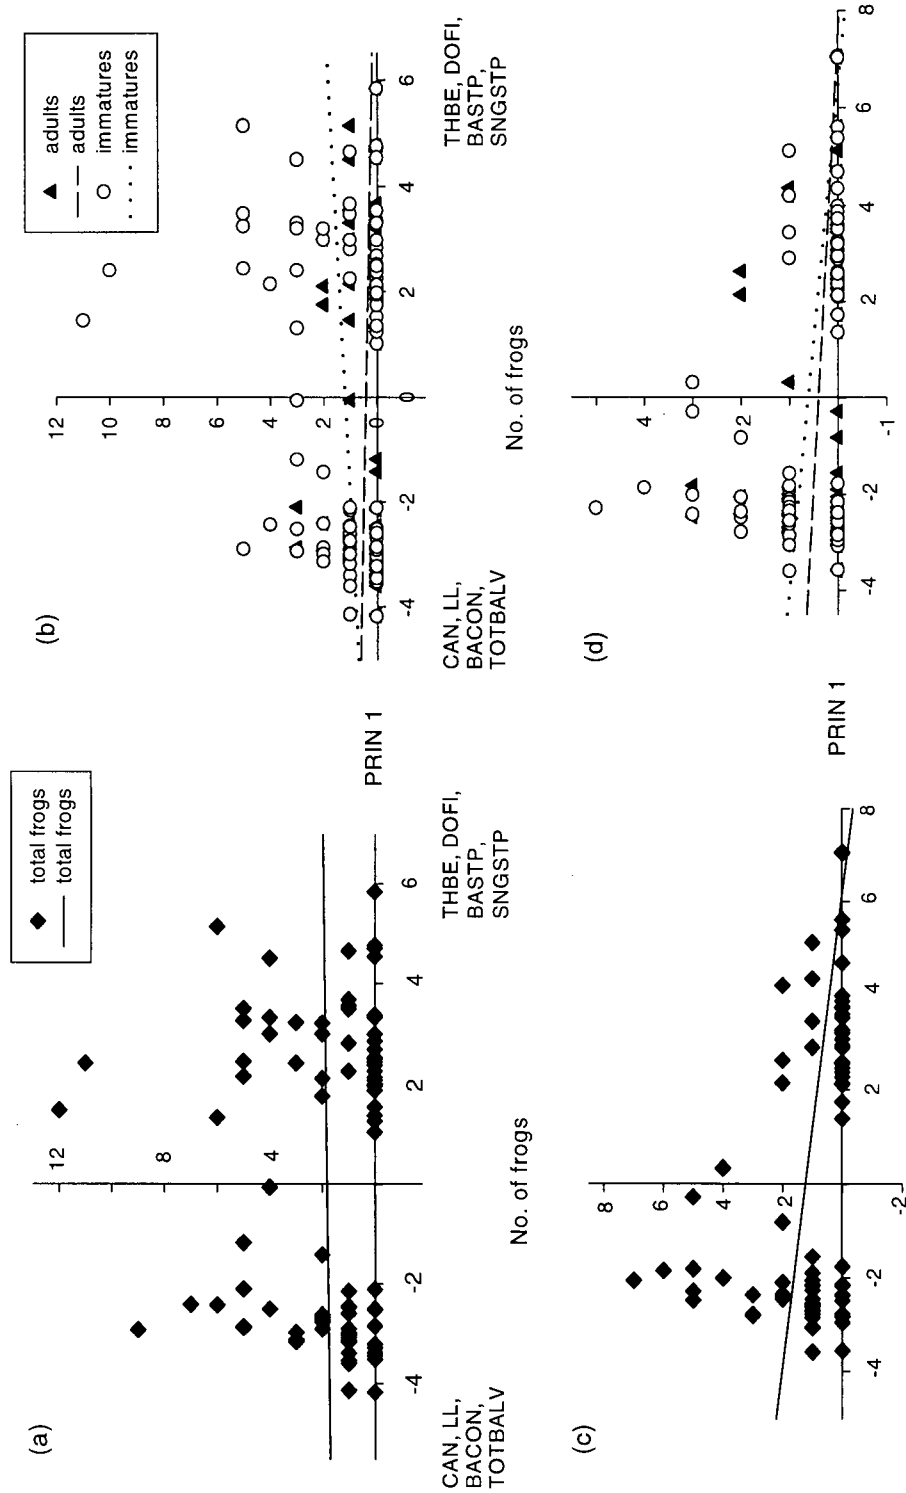 (a)
total frogs
total frogs
12
8
4
-4
-2
2
4
6
PRIN 1
No. of frogs
CAN, LL,
BACON,
TOTBALV
THBE, DOFI,
BASTP,
SNGSTP
(b)
adults
adults
immatures
immatures
12
10
8
6
4
2
0
-4
-2
0
2
4
6
No. of frogs
CAN, LL,
BACON,
TOTBALV
THBE, DOFI,
BASTP,
SNGSTP
(c)
8
6
4
2
-2
-4
-2
2
4
6
8
PRIN 1
(d)
4
2
-1
-4
-2
2
4
6
8